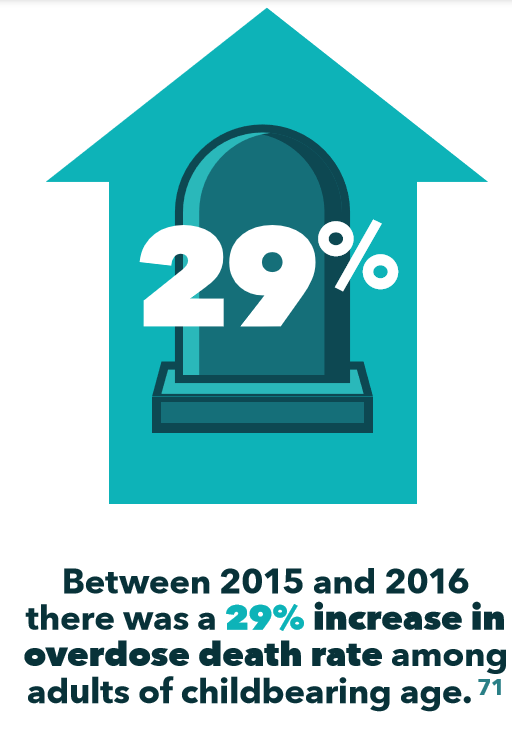 29%
Between 2015 and 2016
there was a 29% increase in
overdose death rate among
adults of childbearing age. 71